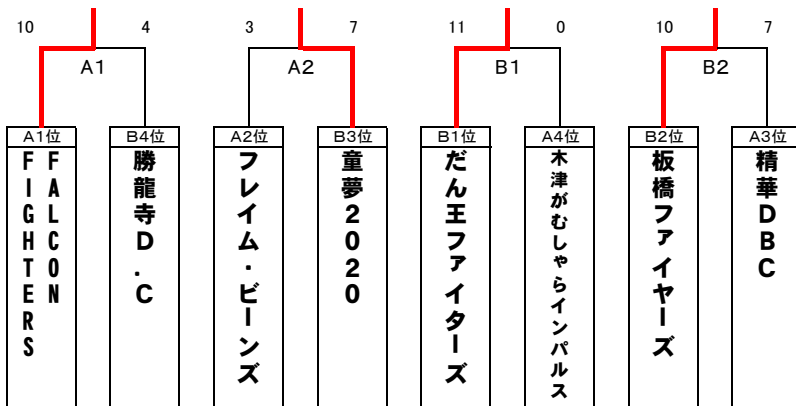 10 4 3 7 11 0 10 7
A1 A2 B1 B2
A1位 B4位 A2位 B3位 B1位 A4位 B2位 A3位
FALCON
FIGHTERS
勝龍寺D.C
フレイム・ビーンズ
童夢2020
だん王ファイターズ
木津がむしゃらインパルス
板橋ファイヤーズ
精華DBC